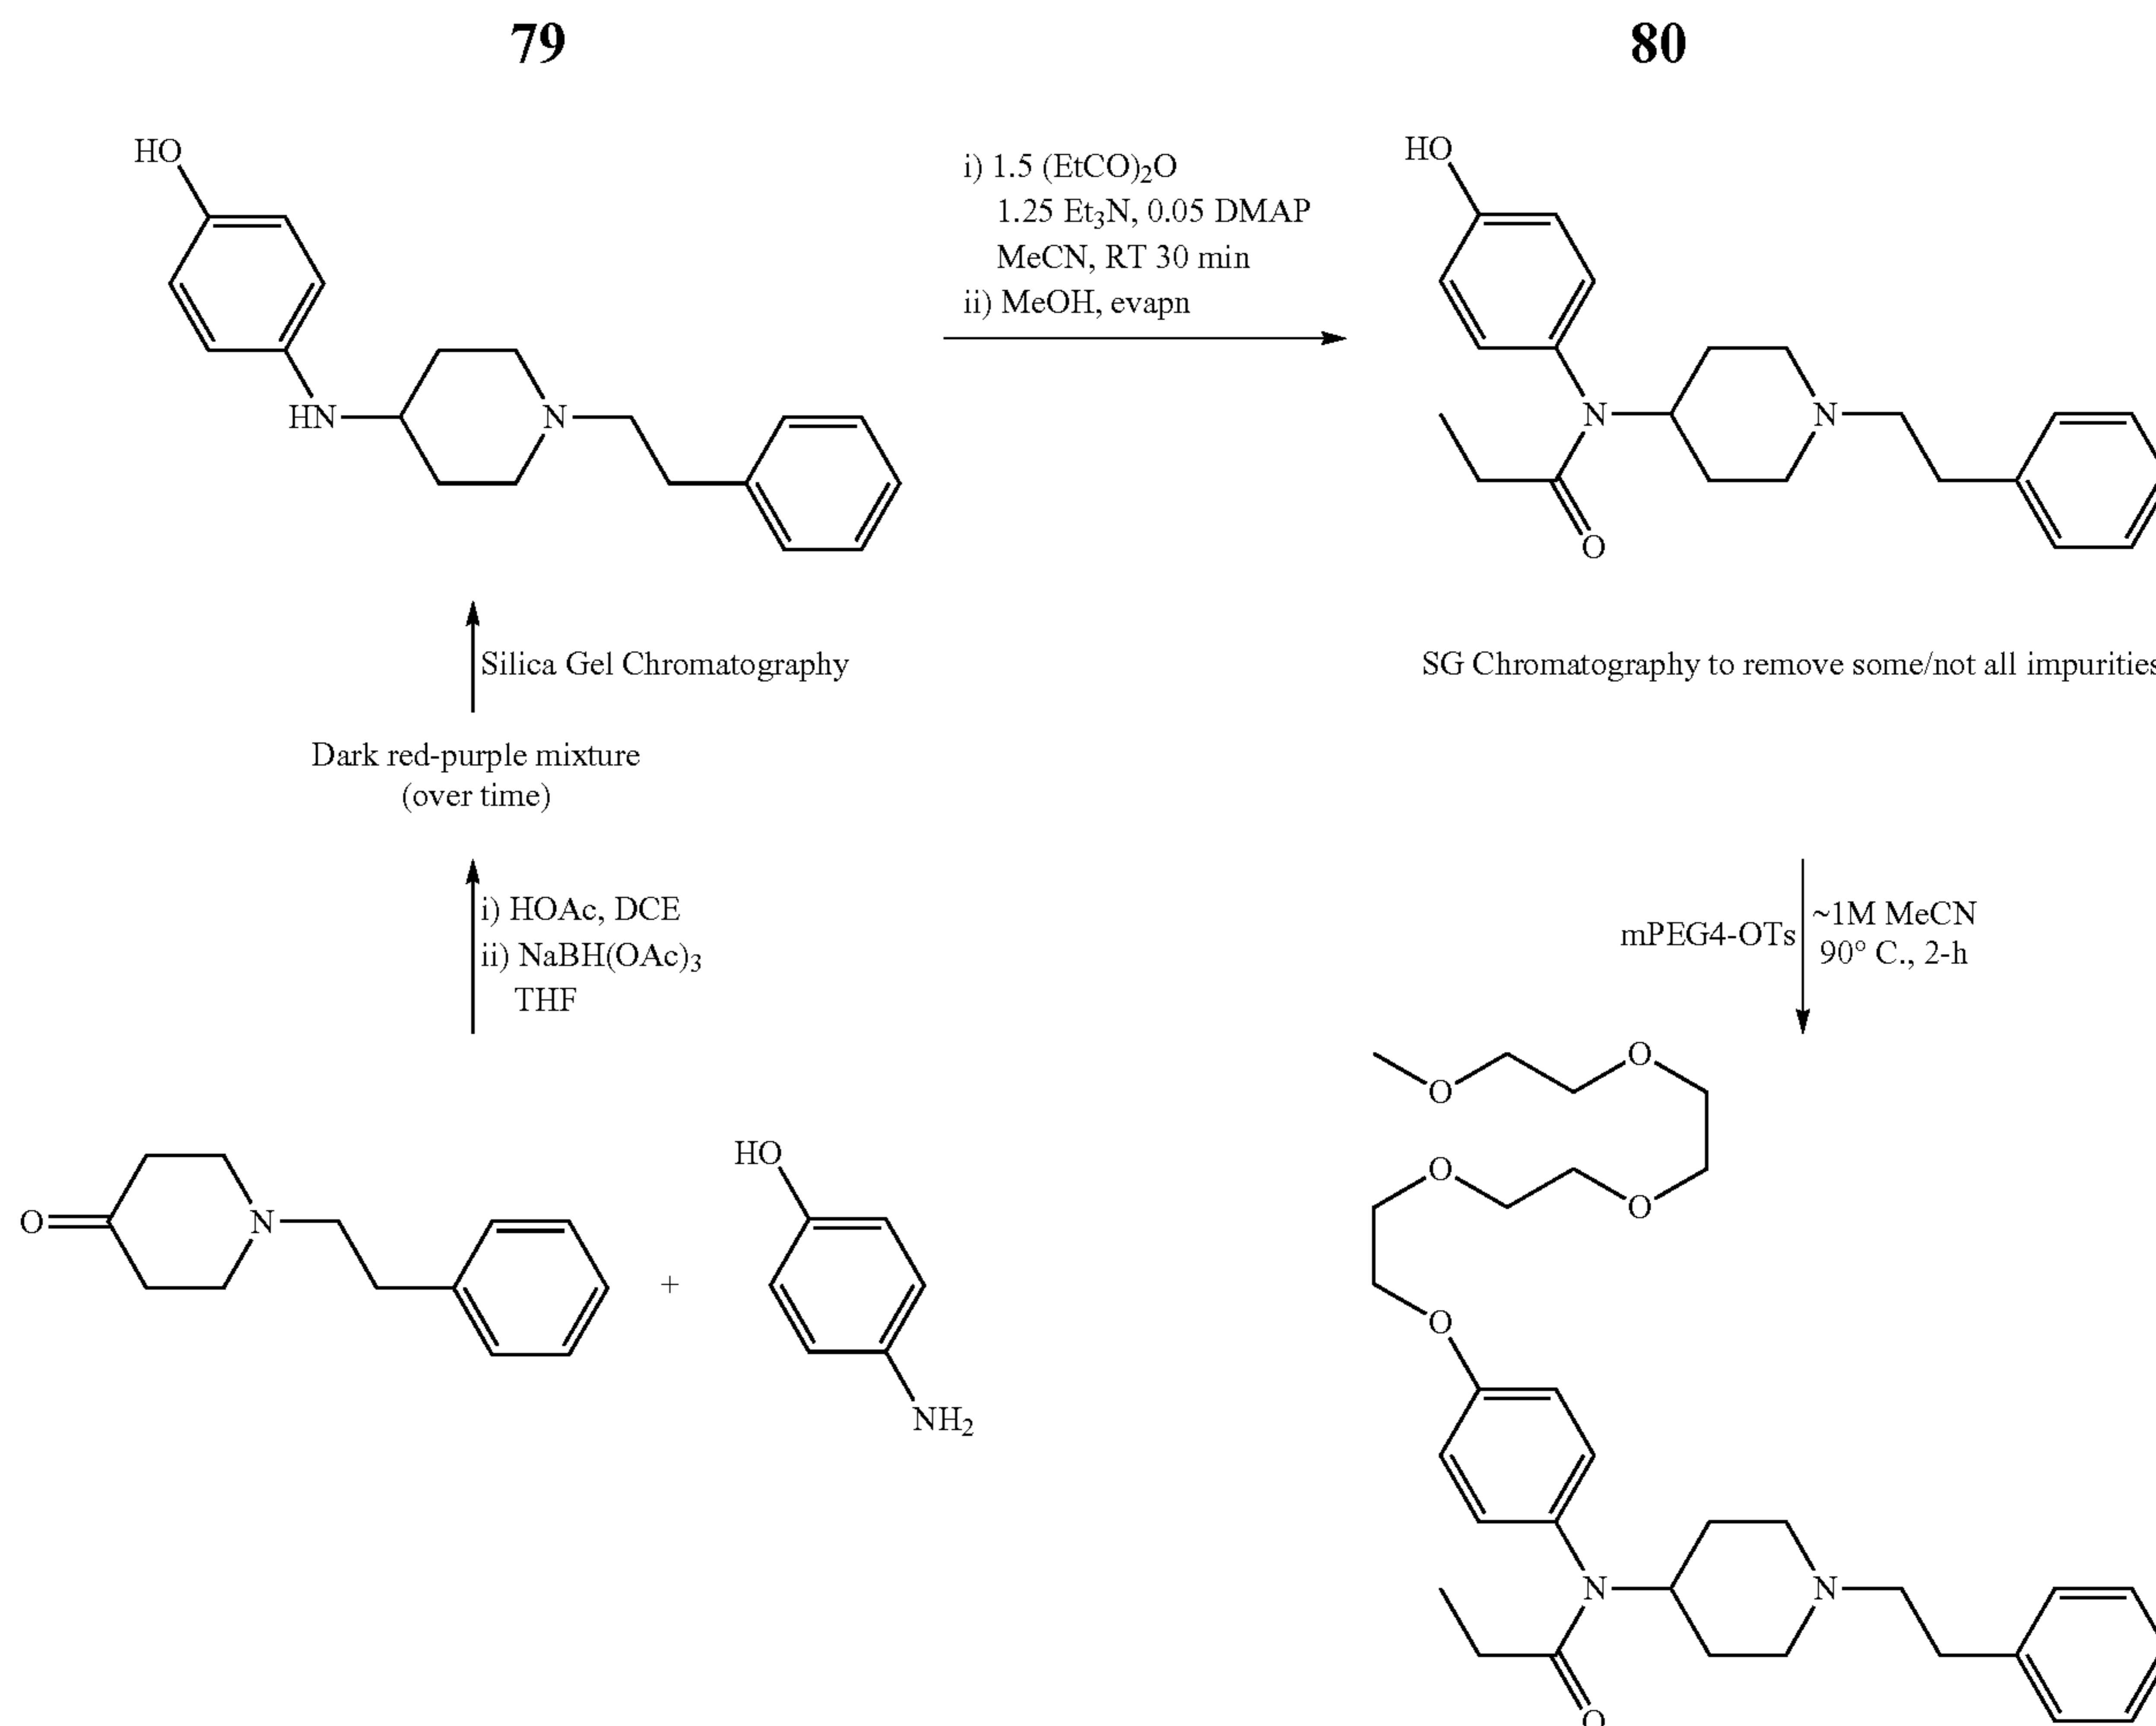 79
80
HO
HO
i) 1.5 (EtCO)2O
1.25 Et3N, 0.05 DMAP
MeCN, RT 30 min
ii) MeOH, evapn
HN
N
N
N
O
Silica Gel Chromatography
SG Chromatography to remove some/not all impurities
Dark red-purple mixture
(over time)
i) HOAc, DCE
ii) NaBH(OAc)3
THF
mPEG4-OTs
~1M MeCN
90° C., 2-h
O
O
HO
O
O
O
N
+
O
NH2
N
N
O